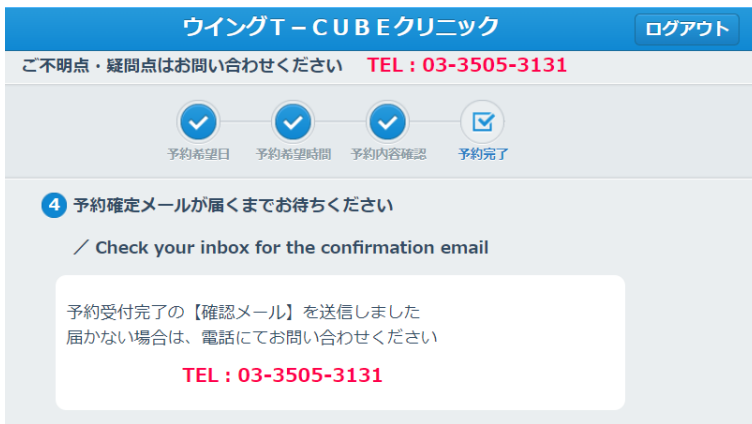 ウイングT－CUBEクリニック
ログアウト
ご不明点・疑問点はお問い合わせください TEL：03-3505-3131
予約希望日 予約希望時間 予約内容確認 予約完了
4 予約確定メールが届くまでお待ちください
／ Check your inbox for the confirmation email
予約受付完了の【確認メール】を送信しました
届かない場合は、電話にてお問い合わせください
TEL：03-3505-3131